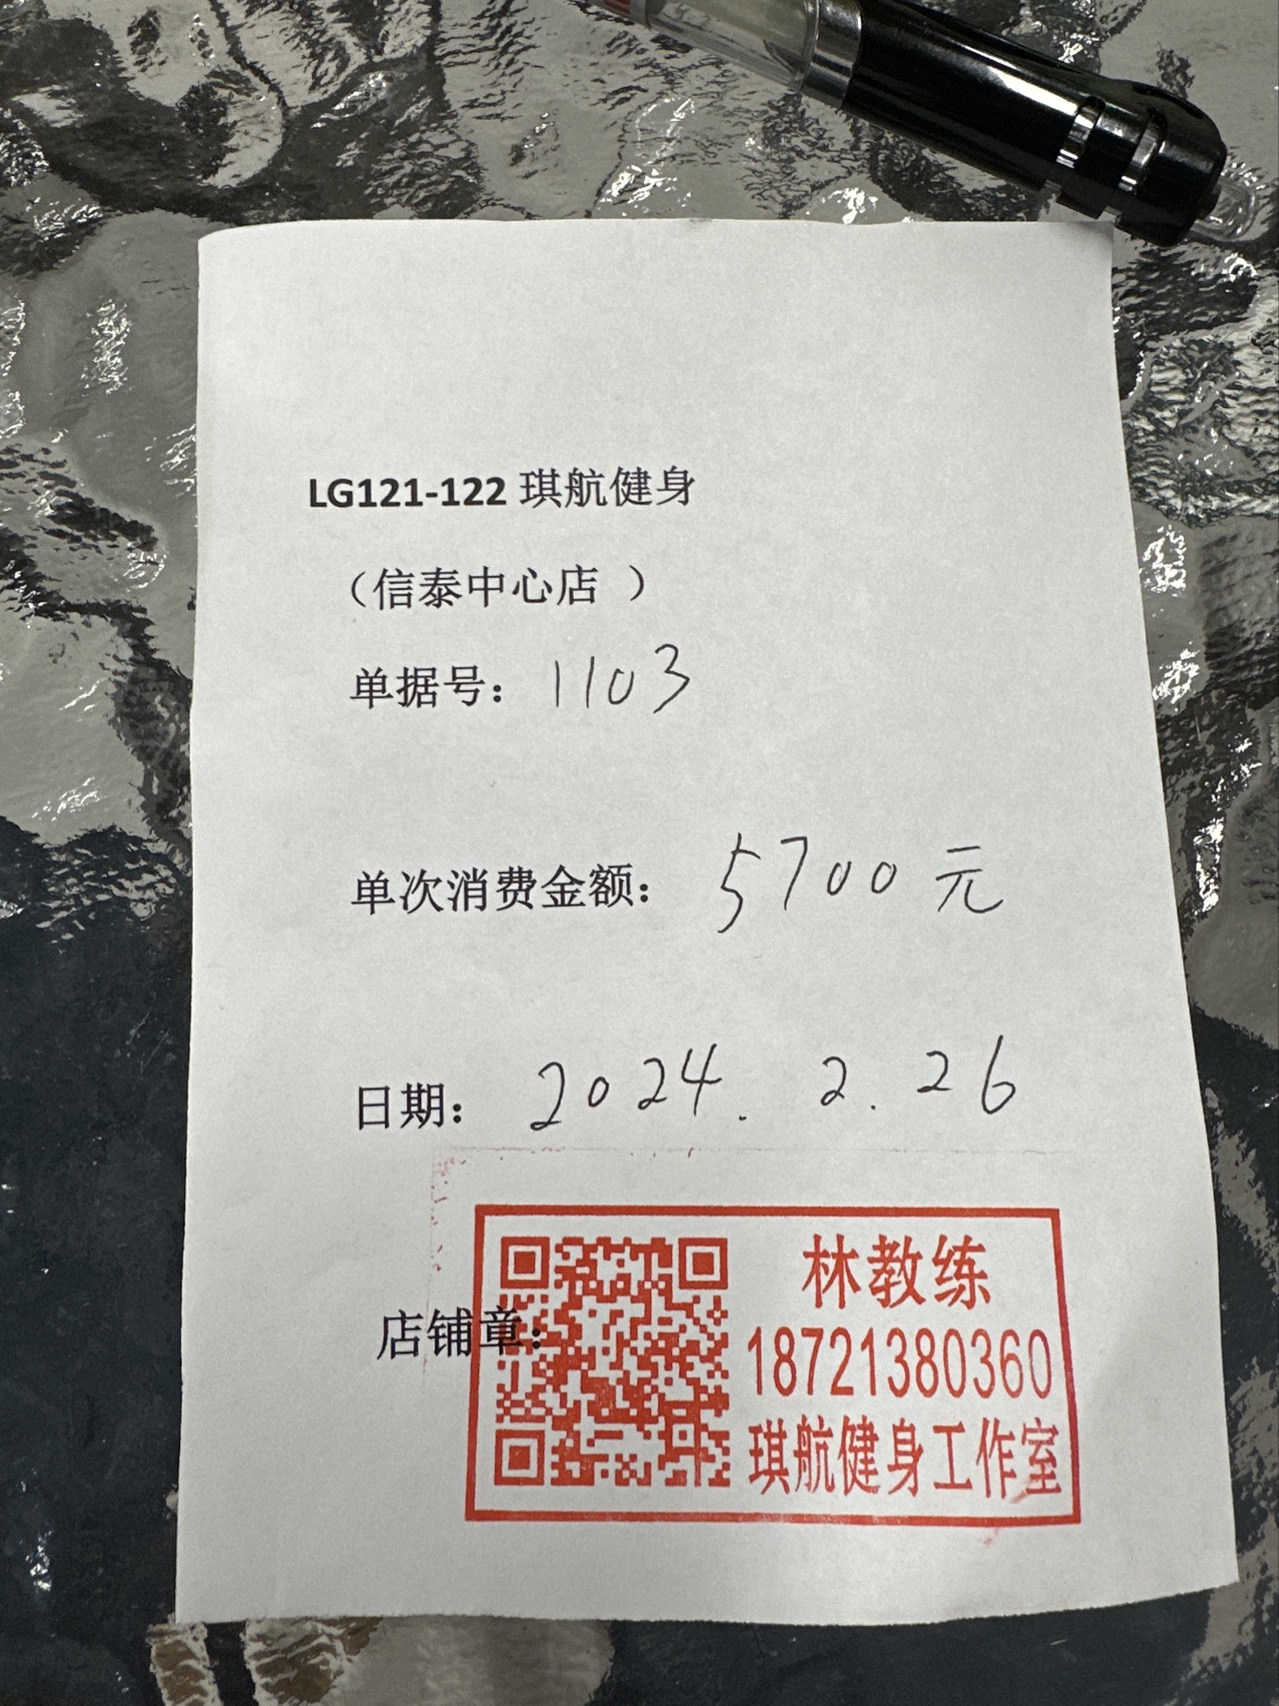 LG121-122 琪航健身
（信泰中心店 ）
单据号：1103
单次消费金额：5700元
日期：2024.2.26
店铺章：
林教练
18721380360
琪航健身工作室